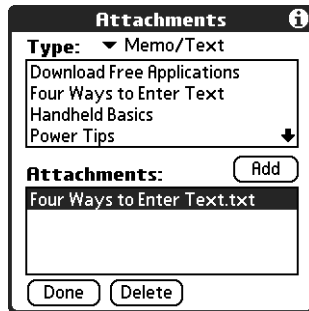 Attachments
Type: Memo/Text
Download Free Applications
Four Ways to Enter Text
Handheld Basics
Power Tips
Attachments: Add
Four Ways to Enter Text.txt
Done Delete